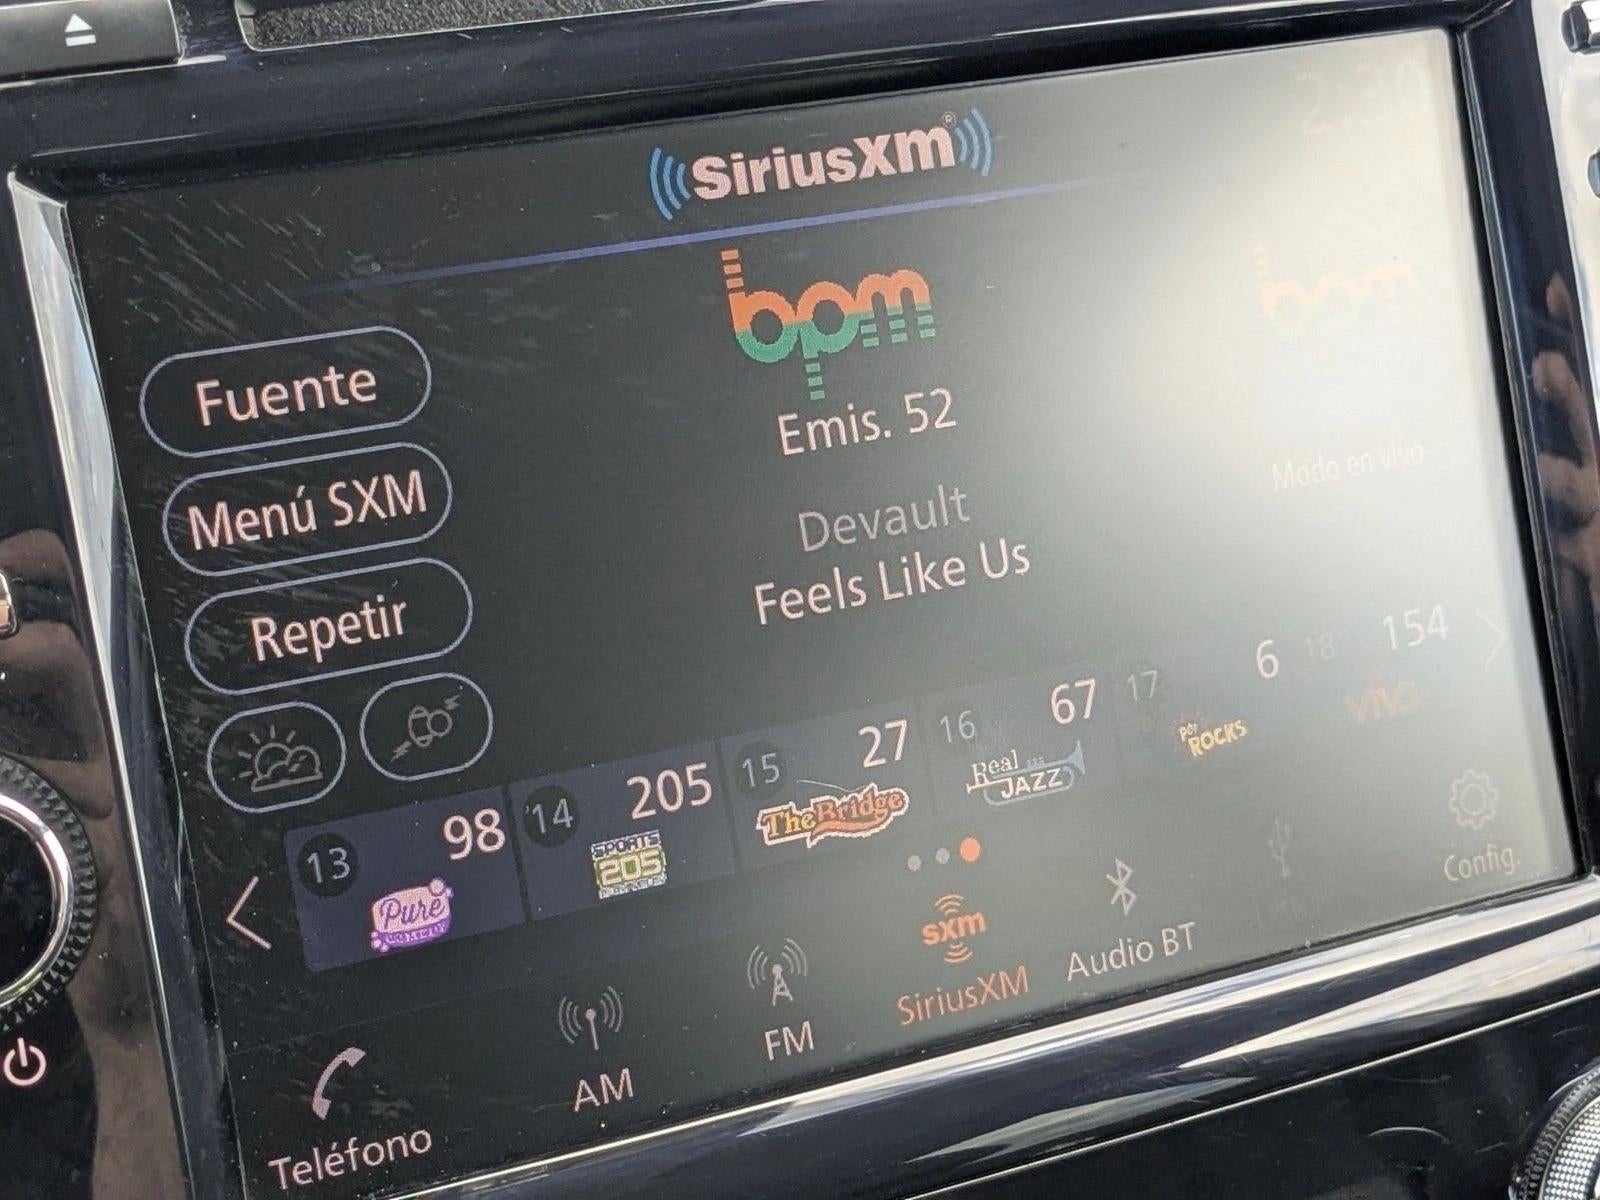 2:30
SiriusXM®
bpm
bpm
Fuente
Emis. 52
Menú SXM
Modo en vivo
Devault
Feels Like Us
Repetir
13 98
Pure
14 205
SPORTS
205
15 27
The Bridge
16 67
Real
JAZZ
17 6
POP
ROCKS
18 154
VIVO
Teléfono
AM
FM
sxm
SiriusXM
Audio BT
Config.